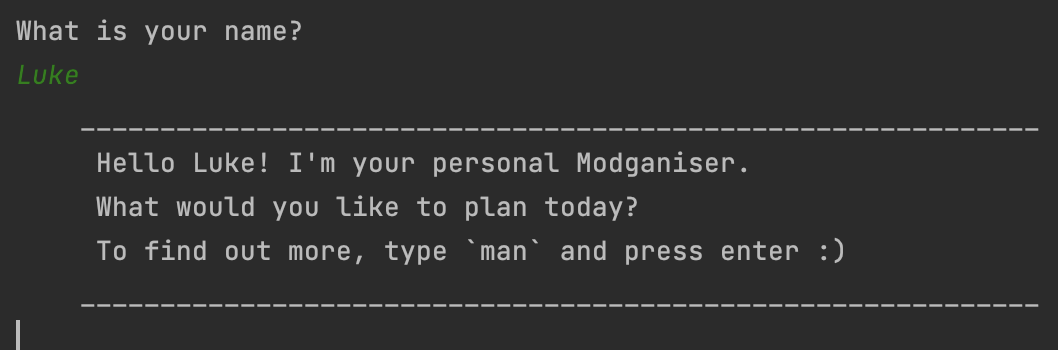 What is your name?
Luke
____________________________________________________________
Hello Luke! I'm your personal Modganiser.
What would you like to plan today?
To find out more, type `man` and press enter :)
____________________________________________________________